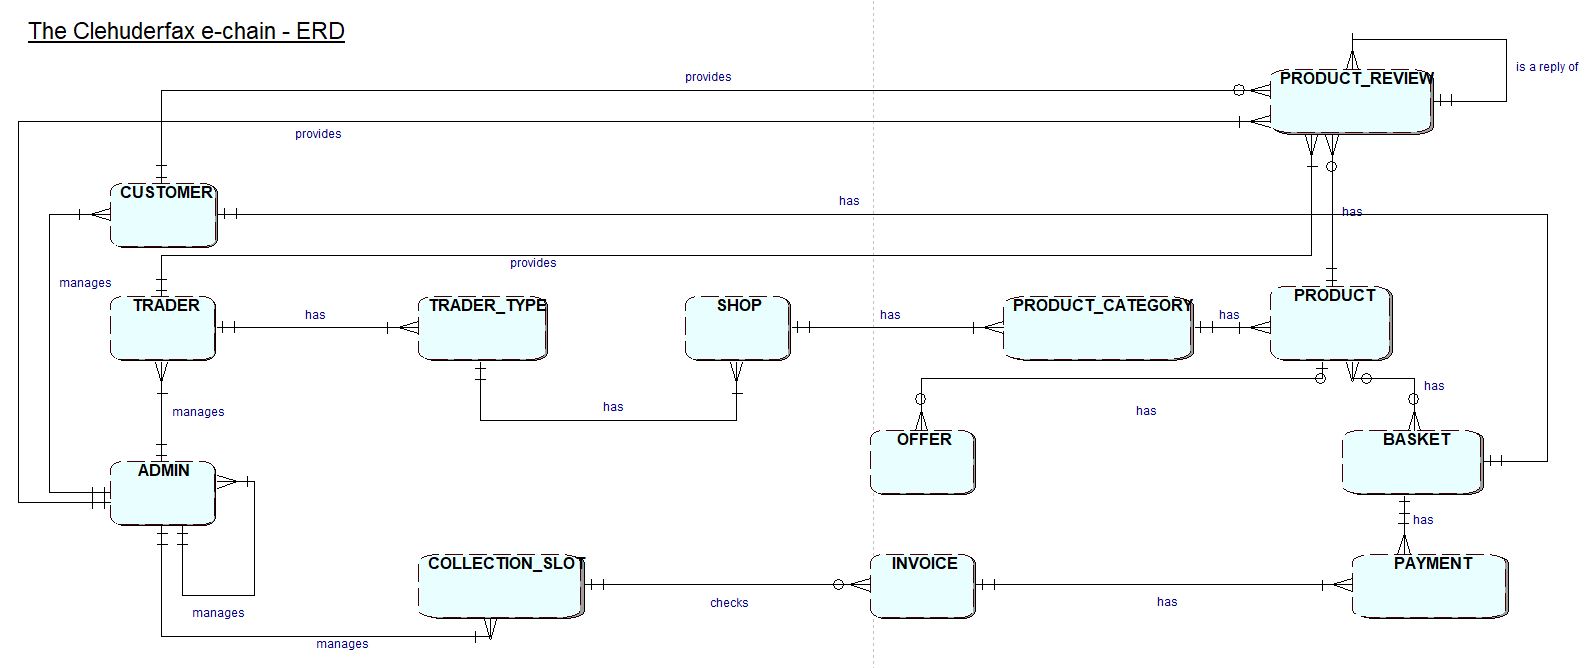 The Clehuderfax e-chain - ERD
is a reply of
provides
PRODUCT_REVIEW
provides
CUSTOMER
has
has
provides
manages
TRADER
TRADER_TYPE
SHOP
PRODUCT_CATEGORY
PRODUCT
has
has
has
has
has
has
manages
OFFER
BASKET
ADMIN
has
COLLECTION_SLOT
INVOICE
PAYMENT
checks
has
manages
manages